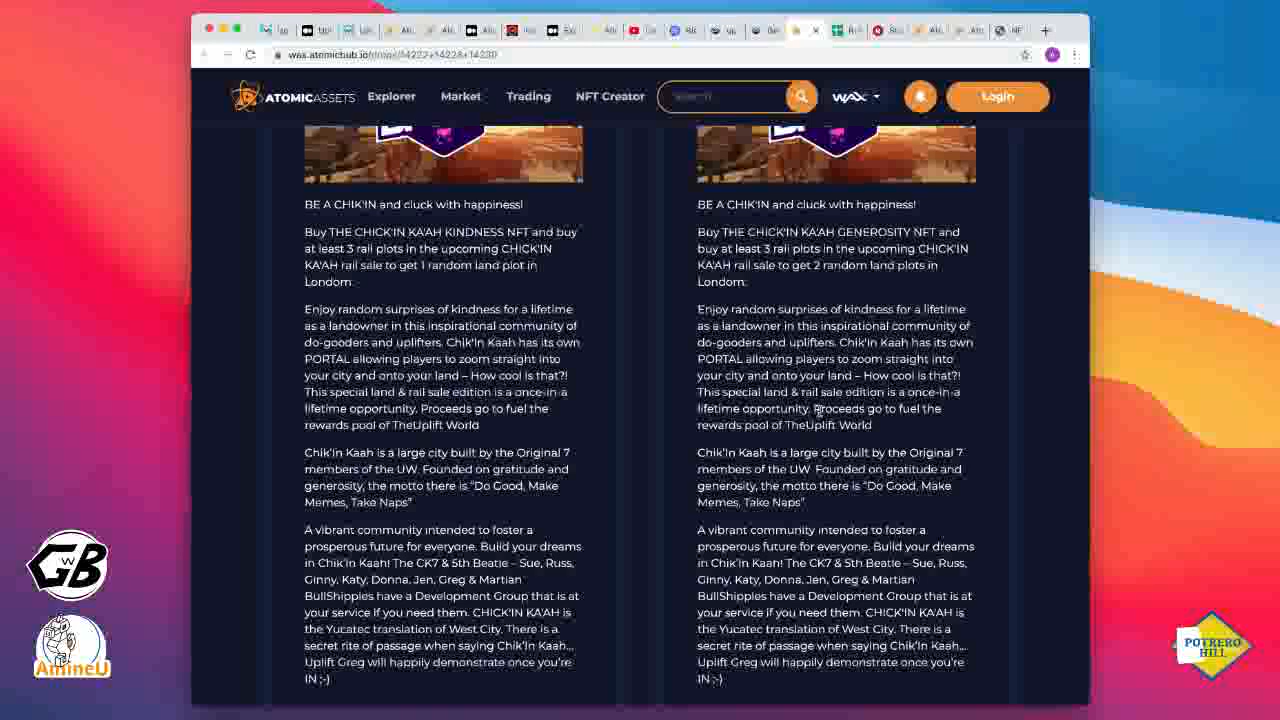 wax.atomichub.io/drops/14222+14228+14230
ATOMICASSETS
Explorer
Market
Trading
NFT Creator
Search
WAX
Login
BE A CHIK'IN and cluck with happiness!
Buy THE CHICK'IN KA'AH KINDNESS NFT and buy
at least 3 rail plots in the upcoming CHICK'IN
KA'AH rail sale to get 1 random land plot in
Londorn:
Enjoy random surprises of kindness for a lifetime
as a landowner in this inspirational community of
do-gooders and uplifters. Chik'In Kaah has its own
PORTAL allowing players to zoom straight into
your city and onto your land – How cool is that?!
This special land & rail sale edition is a once-in-a
lifetime opportunity. Proceeds go to fuel the
rewards pool of TheUplift World
Chik'In Kaah is a large city built by the Original 7
members of the UW. Founded on gratitude and
generosity, the motto there is "Do Good, Make
Memes, Take Naps"
A vibrant community intended to foster a
prosperous future for everyone. Build your dreams
in Chik'In Kaah! The CK7 & 5th Beatle – Sue, Russ,
Ginny, Katy, Donna, Jen, Greg & Martian
BullShipples have a Development Group that is at
your service if you need them. CHICK'IN KA'AH is
the Yucatec translation of West City. There is a
secret rite of passage when saying Chik'In Kaah...
Uplift Greg will happily demonstrate once you're
IN ;-)
BE A CHIK'IN and cluck with happiness!
Buy THE CHICK'IN KA'AH GENEROSITY NFT and
buy at least 3 rail plots in the upcoming CHICK'IN
KA'AH rail sale to get 2 random land plots in
Londorn:
Enjoy random surprises of kindness for a lifetime
as a landowner in this inspirational community of
do-gooders and uplifters. Chik'In Kaah has its own
PORTAL allowing players to zoom straight into
your city and onto your land – How cool is that?!
This special land & rail sale edition is a once-in-a
lifetime opportunity. Proceeds go to fuel the
rewards pool of TheUplift World
Chik'In Kaah is a large city built by the Original 7
members of the UW. Founded on gratitude and
generosity, the motto there is "Do Good, Make
Memes, Take Naps"
A vibrant community intended to foster a
prosperous future for everyone. Build your dreams
in Chik'In Kaah! The CK7 & 5th Beatle – Sue, Russ,
Ginny, Katy, Donna, Jen, Greg & Martian
BullShipples have a Development Group that is at
your service if you need them. CHICK'IN KA'AH is
the Yucatec translation of West City. There is a
secret rite of passage when saying Chik'In Kaah...
Uplift Greg will happily demonstrate once you're
IN ;-)
GWB
AmineU
POTRERO
HILL